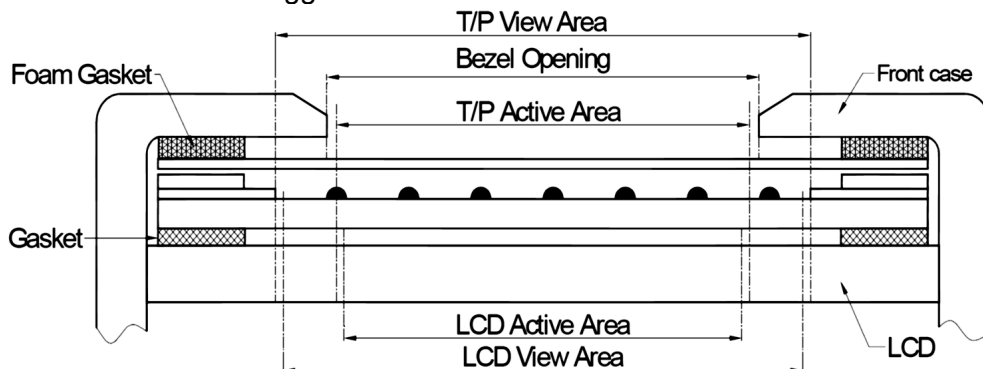 T/P View Area
Bezel Opening
Foam Gasket
Front case
T/P Active Area
Gasket
LCD Active Area
LCD
LCD View Area